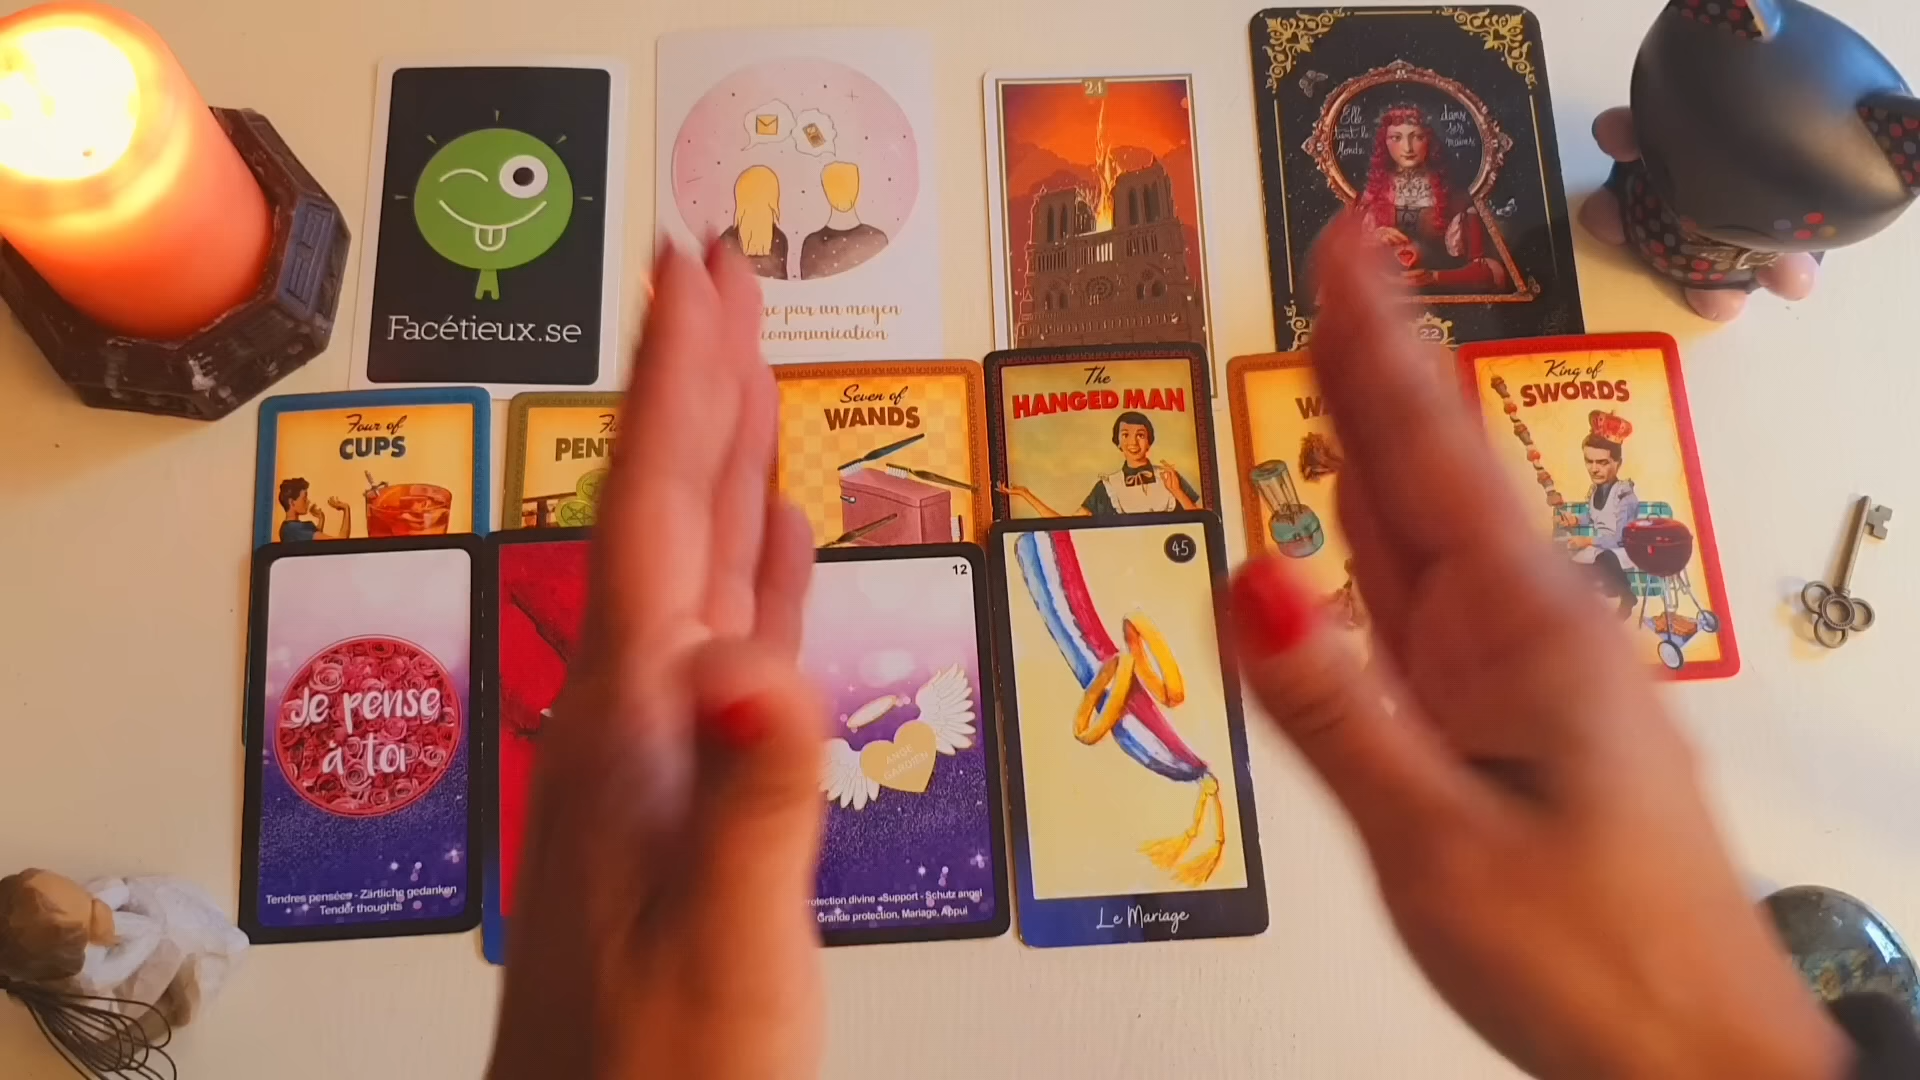 Facétieux.se
par un moyen
communication
24
Elle
tient le
Monde
dans
ses
mains
22
Four of
CUPS
Seven of
WANDS
The
HANGED MAN
King of
SWORDS
Je pense
à toi
Tendres pensées - Zärtliche gedanken
Tender thoughts
12
ANGE
GARDIEN
divine - Support - Schutz angel
Grande protection, Mariage, Appui
45
Le Mariage